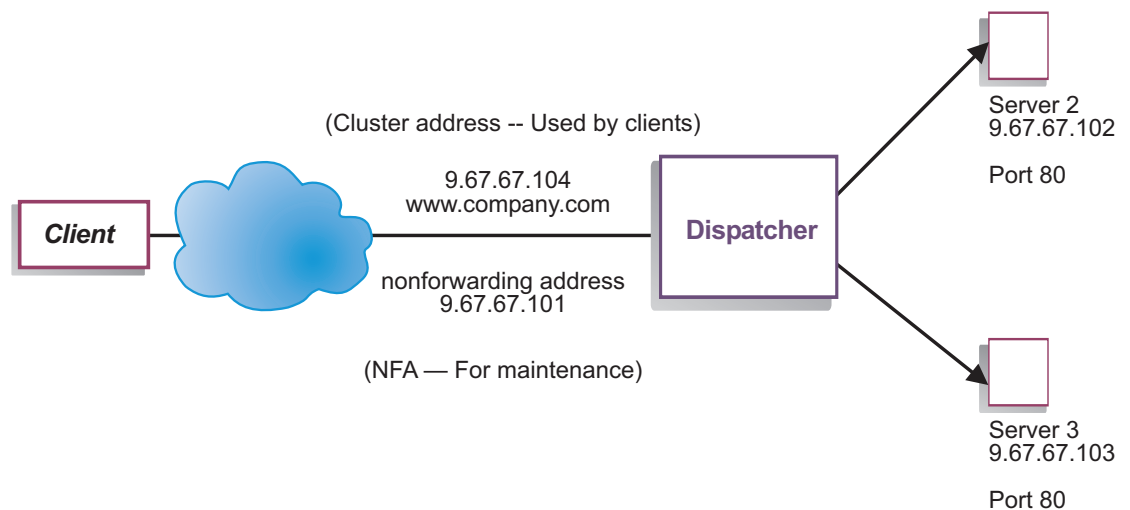 Client
(Cluster address -- Used by clients)
9.67.67.104
www.company.com
nonforwarding address
9.67.67.101
(NFA — For maintenance)
Dispatcher
Server 2
9.67.67.102
Port 80
Server 3
9.67.67.103
Port 80